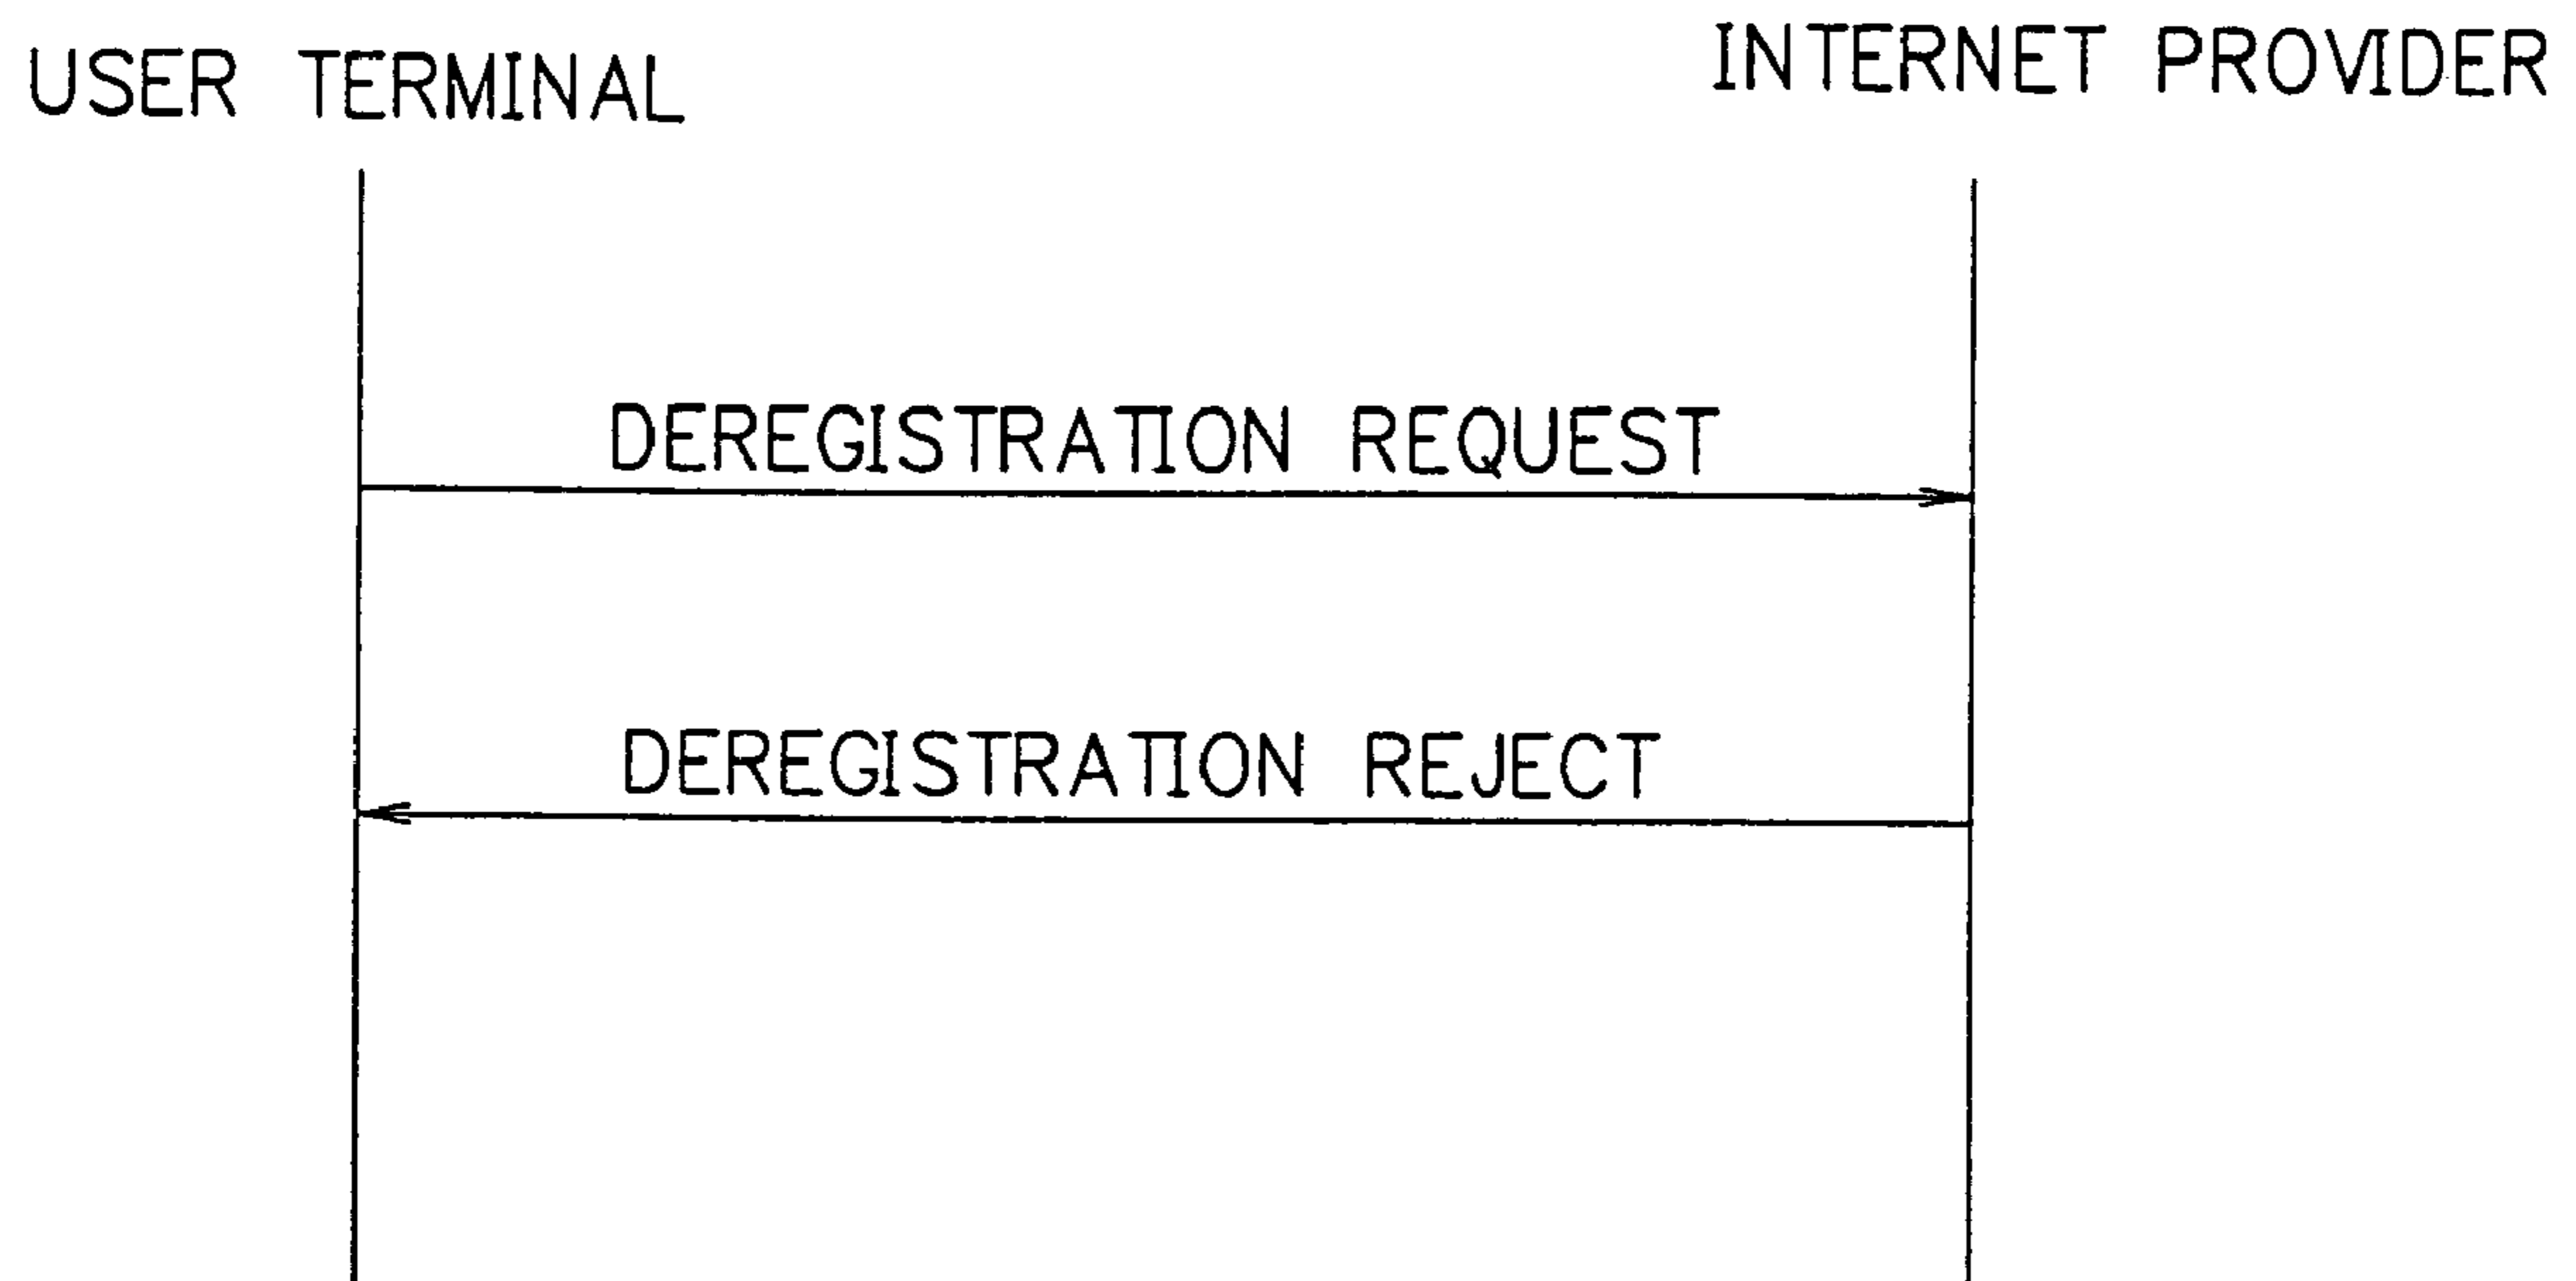 USER TERMINAL
INTERNET PROVIDER
DEREGISTRATION REQUEST
DEREGISTRATION REJECT